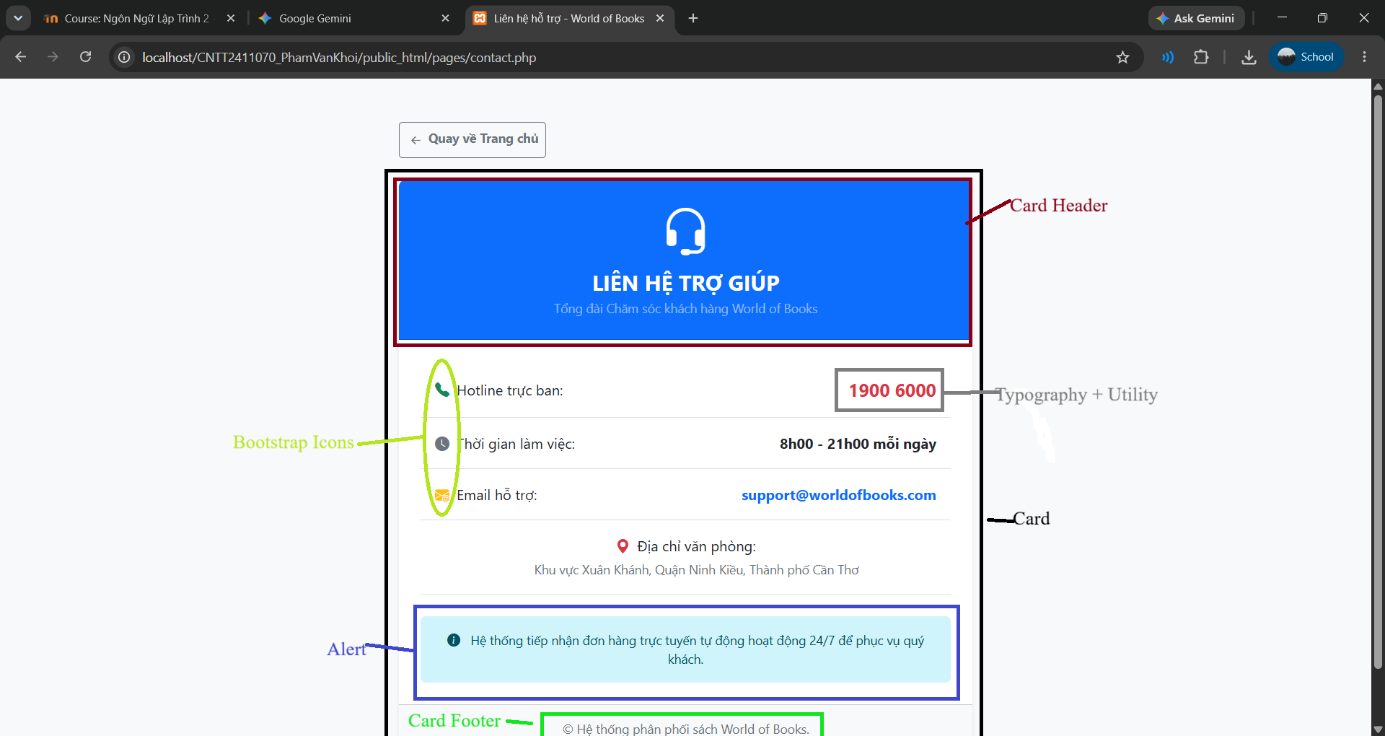 Course: Ngôn Ngữ Lập Trình 2
Google Gemini
Liên hệ hỗ trợ - World of Books
Ask Gemini
localhost/CNTT2411070_PhamVanKhoi/public_html/pages/contact.php
School
← Quay về Trang chủ
Card Header
LIÊN HỆ TRỢ GIÚP
Tổng đài Chăm sóc khách hàng World of Books
Hotline trực ban: 1900 6000
Typography + Utility
Bootstrap Icons
Thời gian làm việc: 8h00 - 21h00 mỗi ngày
Email hỗ trợ: support@worldofbooks.com
Card
Địa chỉ văn phòng:
Khu vực Xuân Khánh, Quận Ninh Kiều, Thành phố Cần Thơ
Alert
Hệ thống tiếp nhận đơn hàng trực tuyến tự động hoạt động 24/7 để phục vụ quý
khách.
Card Footer
© Hệ thống phân phối sách World of Books.